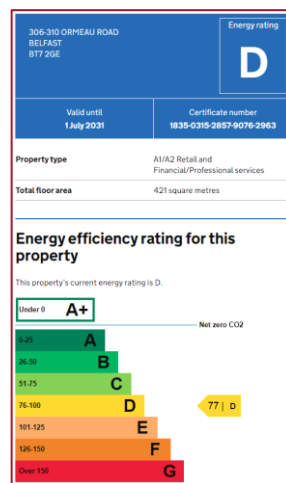 306-310 ORMEAU ROAD
BELFAST
BT7 2GE
Energy rating
D
Valid until
1 July 2031
Certificate number
1835-0315-2857-9076-2963
Property type
A1/A2 Retail and
Financial/Professional services
Total floor area
421 square metres
Energy efficiency rating for this
property
This property's current energy rating is D.
Under 0 A+
Net zero CO2
0-25 A
26-50 B
51-75 C
76-100 D 77 | D
101-125 E
126-150 F
Over 150 G